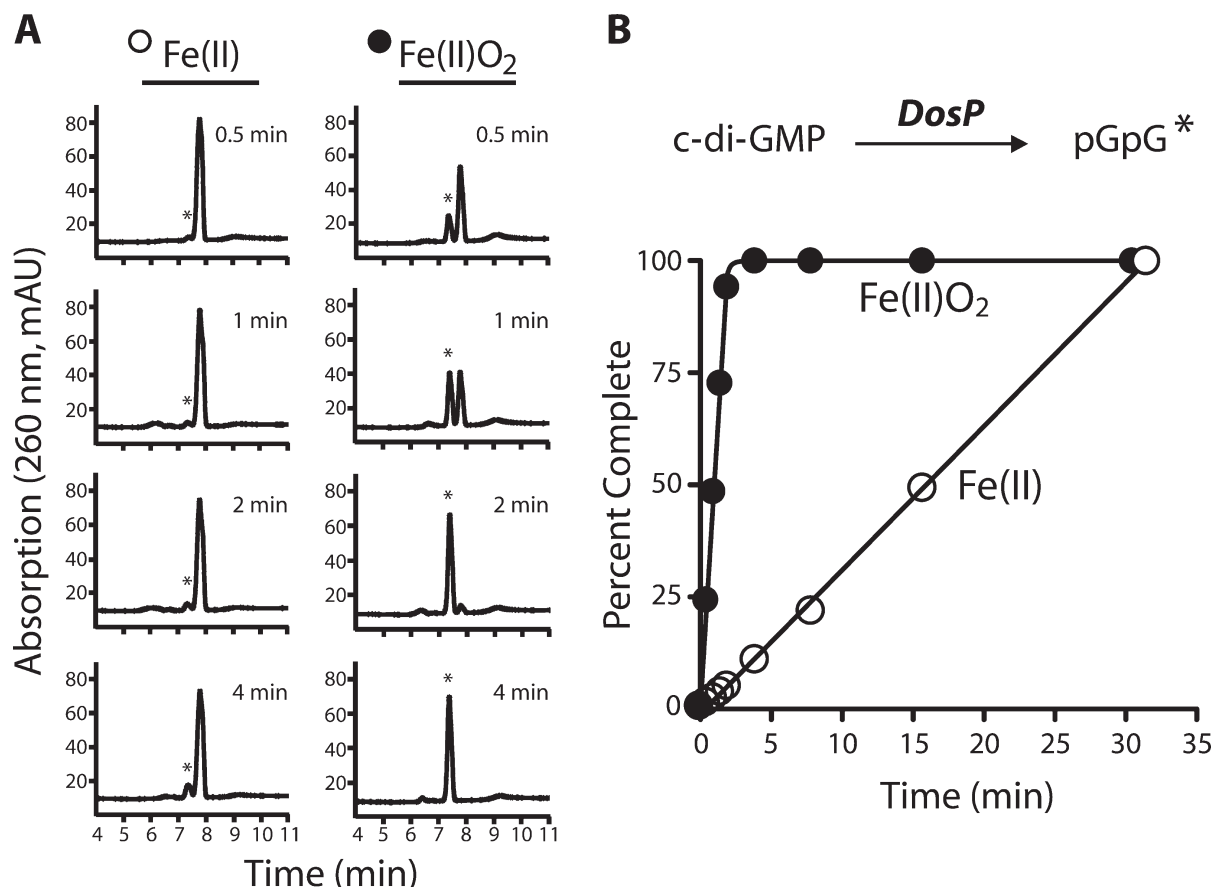 A
Fe(II)
Fe(II)O₂
B
Absorption (260 nm, mAU)
80
60
40
20
0.5 min
*
80
60
40
20
0.5 min
*
80
60
40
20
1 min
*
80
60
40
20
1 min
*
80
60
40
20
2 min
*
80
60
40
20
2 min
*
80
60
40
20
4 min
*
4 5 6 7 8 9 10 11
80
60
40
20
4 min
*
4 5 6 7 8 9 10 11
Time (min)
DosP
c-di-GMP pGpG*
Percent Complete
100
75
50
25
0
Fe(II)O₂
Fe(II)
0 5 10 15 20 25 30 35
Time (min)